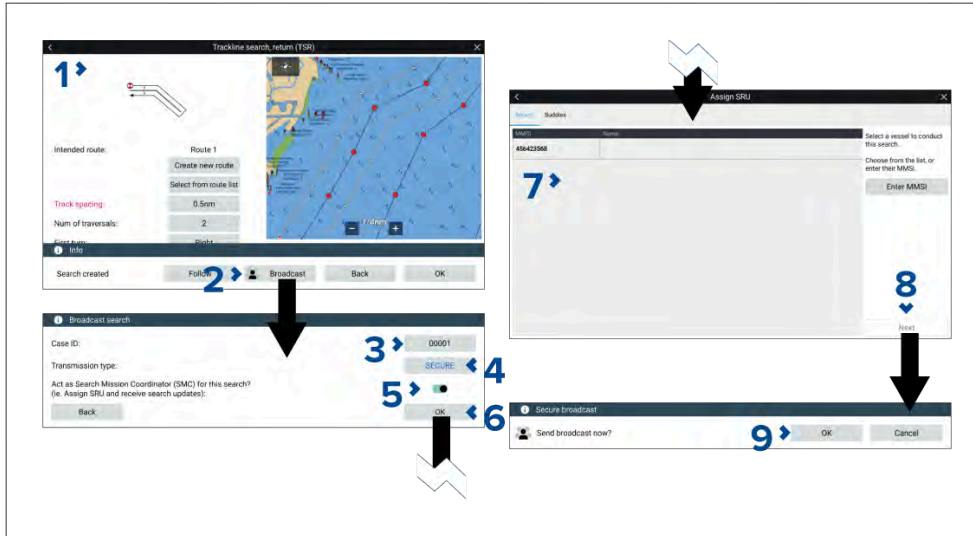 Trackline search, return (TSR)
1
Intended route:
Route 1
Create new route
Select from route list
Track spacing:
0.5nm
Num of traversals:
2
First turn:
Right
Info
Search created
Follow
2
Broadcast
Back
OK
Broadcast search
Case ID:
3
00001
Transmission type:
SECURE
4
Act as Search Mission Coordinator (SMC) for this search?
(ie. Assign SRU and receive search updates):
5
Back
OK
6
Assign SRU
Buddies
MMSI
Name
456423568
7
Select a vessel to conduct
this search.
Choose from the list, or
enter their MMSI.
Enter MMSI
8
Next
Secure broadcast
Send broadcast now?
9
OK
Cancel